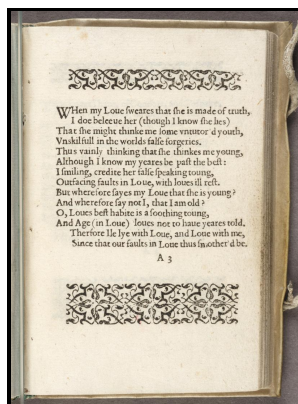 WHen my Loue sweares that she is made of truth,
I doe beleeue her (though I know she lies)
That she might thinke me some vntutor'd youth,
Vnskilfull in the worlds false forgeries.
Thus vainly thinking that she thinkes me young,
Although I know my yeares be past the best:
I smiling, credite her false speaking toung,
Outfacing faults in Loue, with loues ill rest.
But wherefore sayes my Loue that she is young?
And wherefore say not I, that I am old?
O, Loues best habite is a soothing toung,
And Age (in Loue) loues not to haue yeares told.
Therfore Ile lye with Loue, and Loue with me,
Since that our faults in Loue thus smother'd be.
A 3